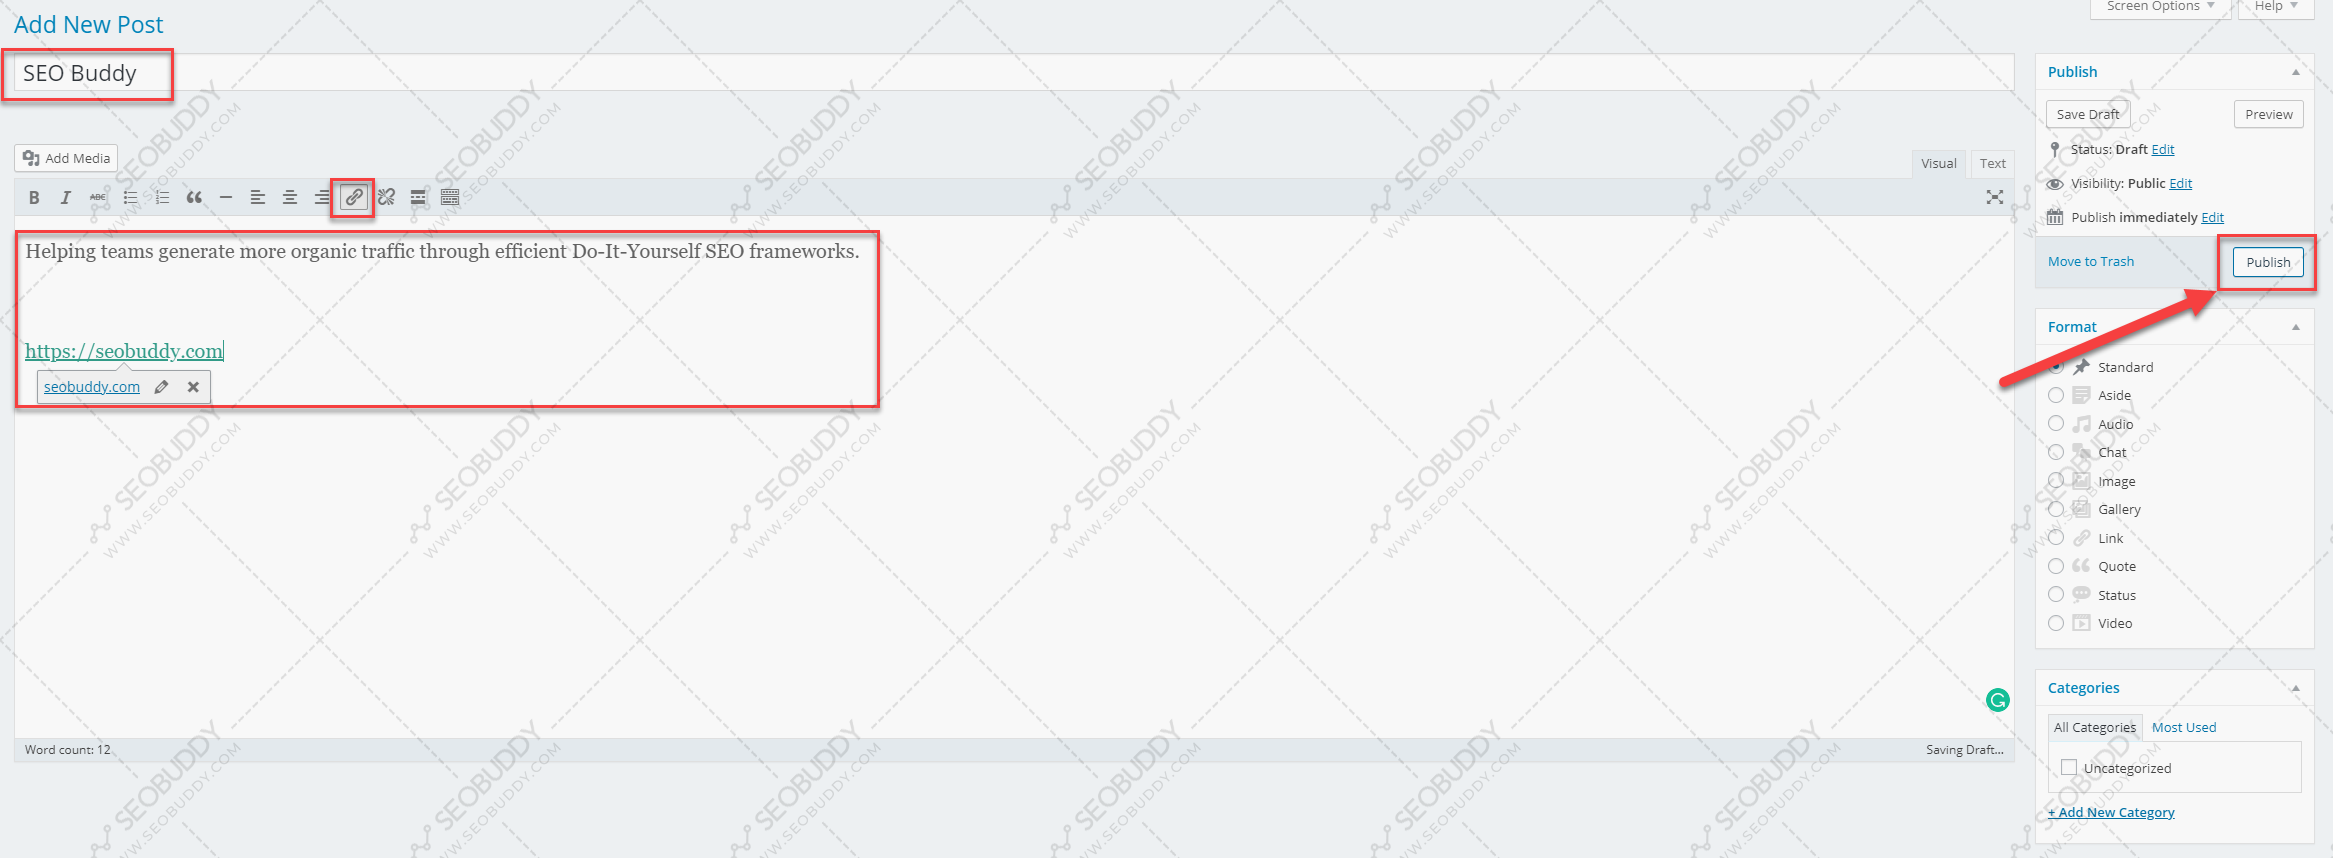 Screen Options
Help
Add New Post
SEO Buddy
Add Media
Visual
Text
B I ABC
Helping teams generate more organic traffic through efficient Do-It-Yourself SEO frameworks.
https://seobuddy.com
seobuddy.com
Word count: 12
Saving Draft...
Publish
Save Draft
Preview
Status: Draft Edit
Visibility: Public Edit
Publish immediately Edit
Move to Trash
Publish
Format
Standard
Aside
Audio
Chat
Image
Gallery
Link
Quote
Status
Video
Categories
All Categories
Most Used
Uncategorized
+ Add New Category
SEOBUDDY
WWW.SEOBUDDY.COM